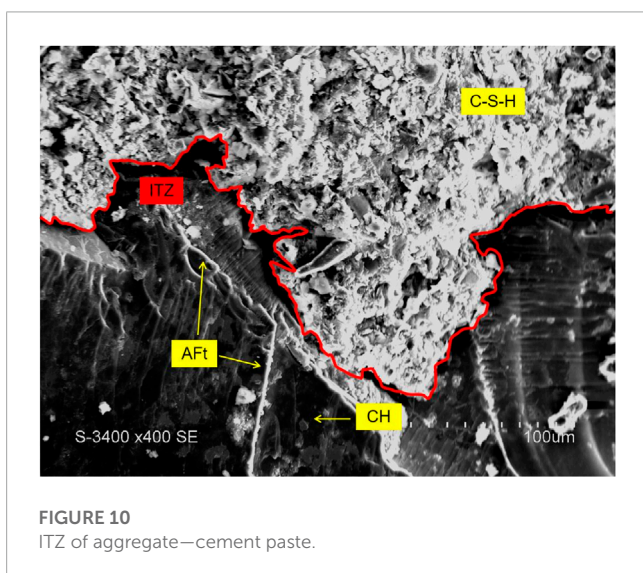 C-S-H
ITZ
AFt
CH
S-3400 x400 SE
100um
FIGURE 10
ITZ of aggregate—cement paste.